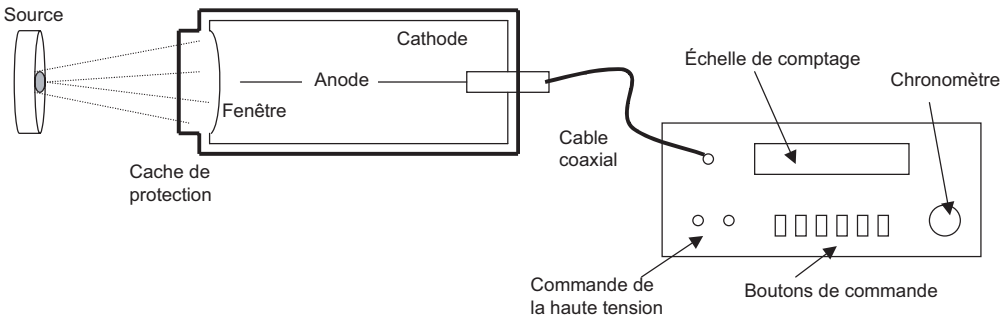 Source
Cathode
Anode
Fenêtre
Cache de
protection
Cable
coaxial
Échelle de comptage
Chronomètre
Commande de
la haute tension
Boutons de commande